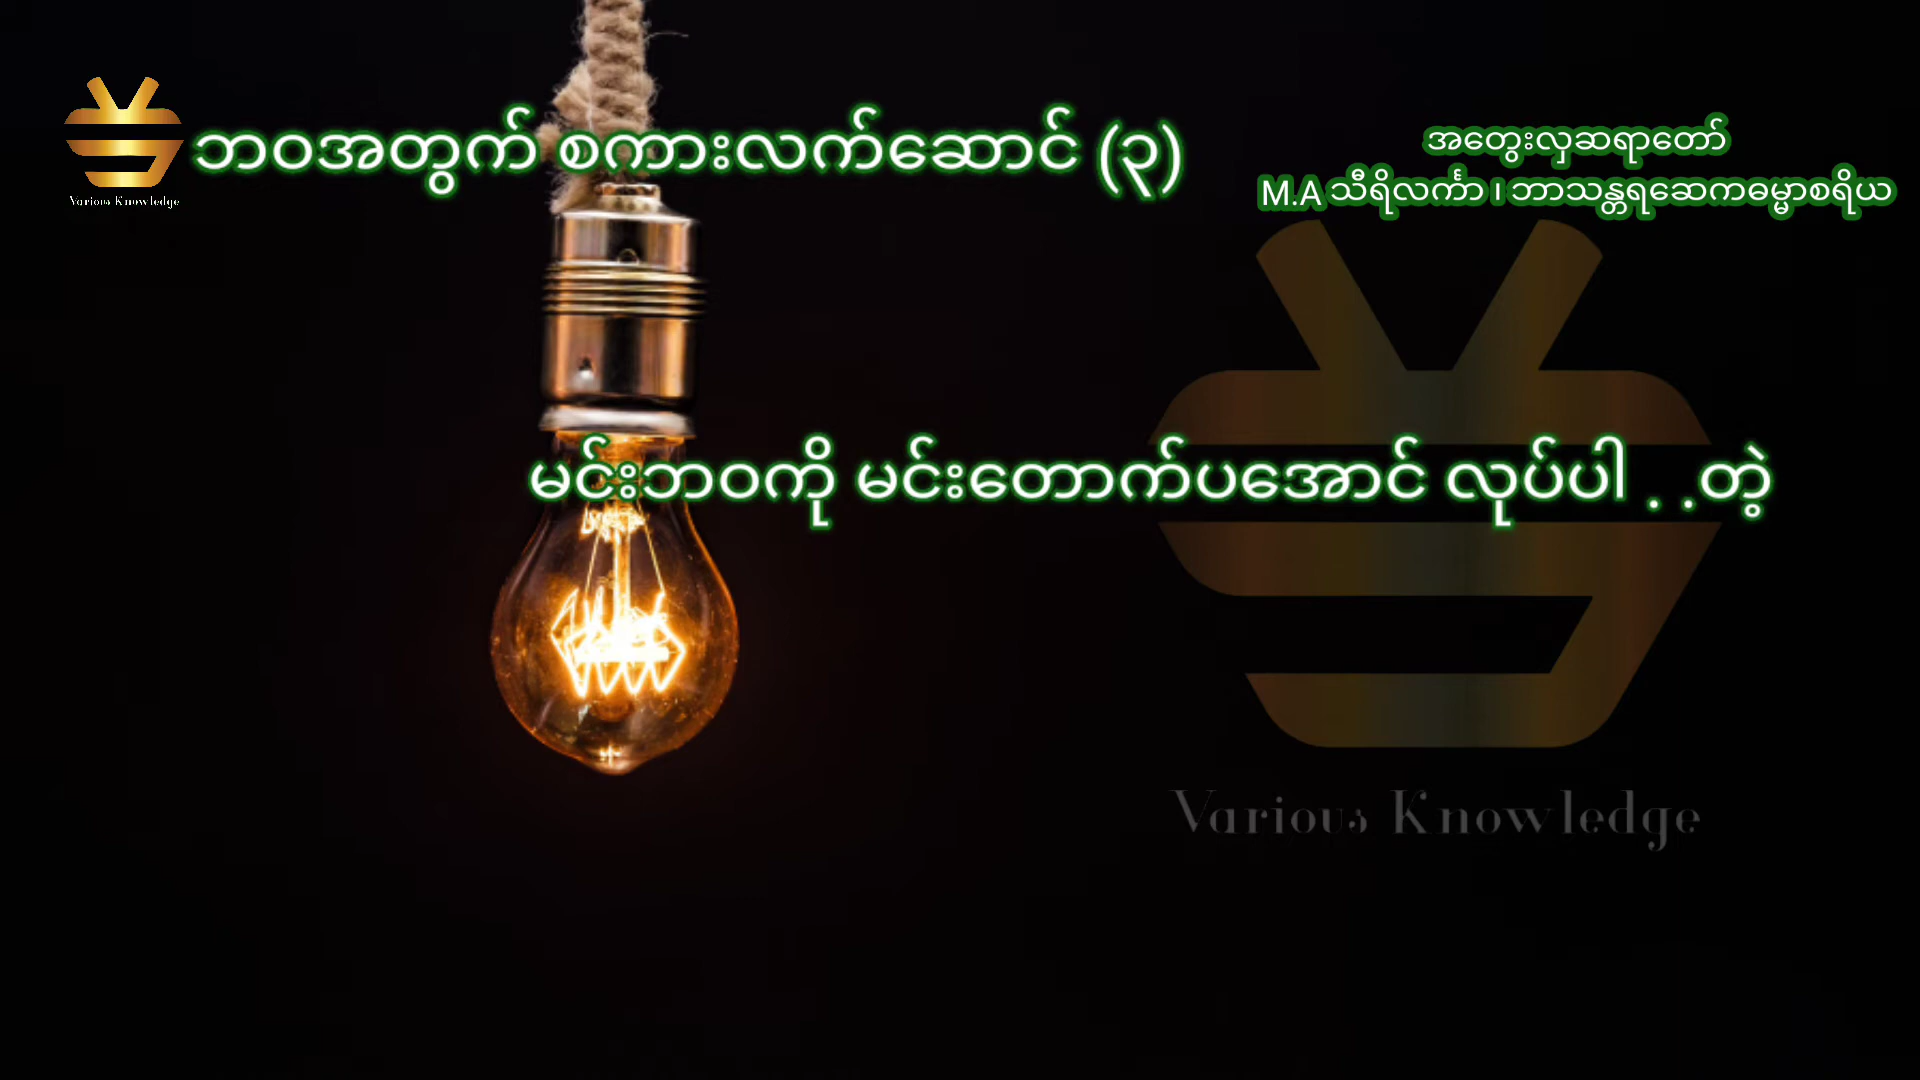 ဘဝအတွက် စကားလက်ဆောင် (၃)
အတွေးလှဆရာတော်
M.A သီရိလင်္ကာ ၊ ဘာသန္တရဆေကဓမ္မာစရိယ
Various Knowledge
မင်းဘဝကို မင်းတောက်ပအောင် လုပ်ပါ . .တဲ့
Various Knowledge